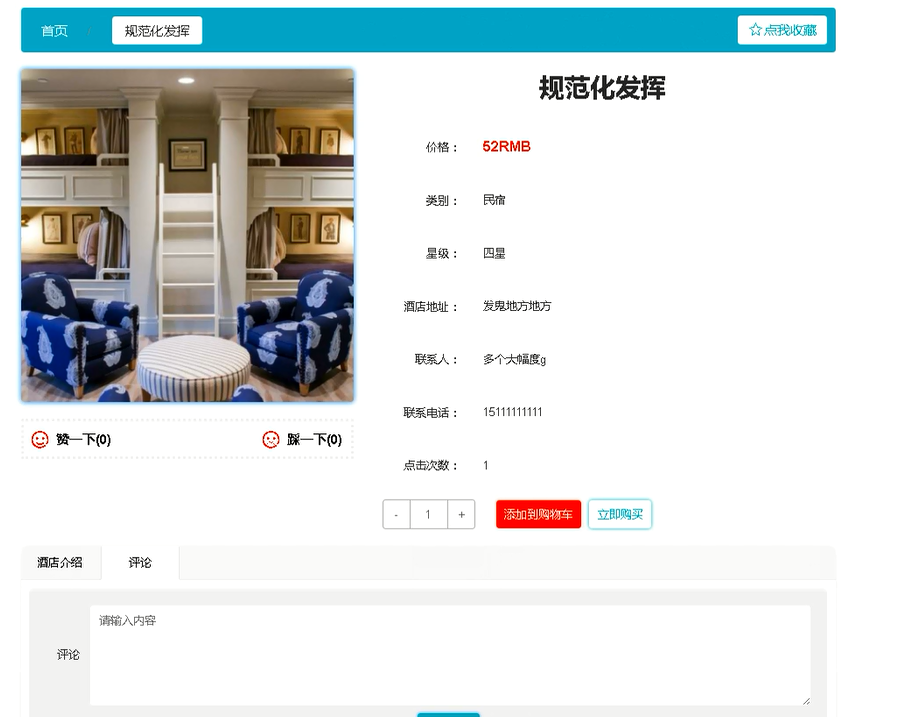 首页
规范化发挥
☆点我收藏
规范化发挥
价格： 52RMB
类别： 民宿
星级： 四星
酒店地址： 发鬼地方地方
联系人： 多个大幅度g
联系电话： 15111111111
点击次数： 1
赞一下(0)
踩一下(0)
- 1 +
添加到购物车
立即购买
酒店介绍
评论
评论
请输入内容